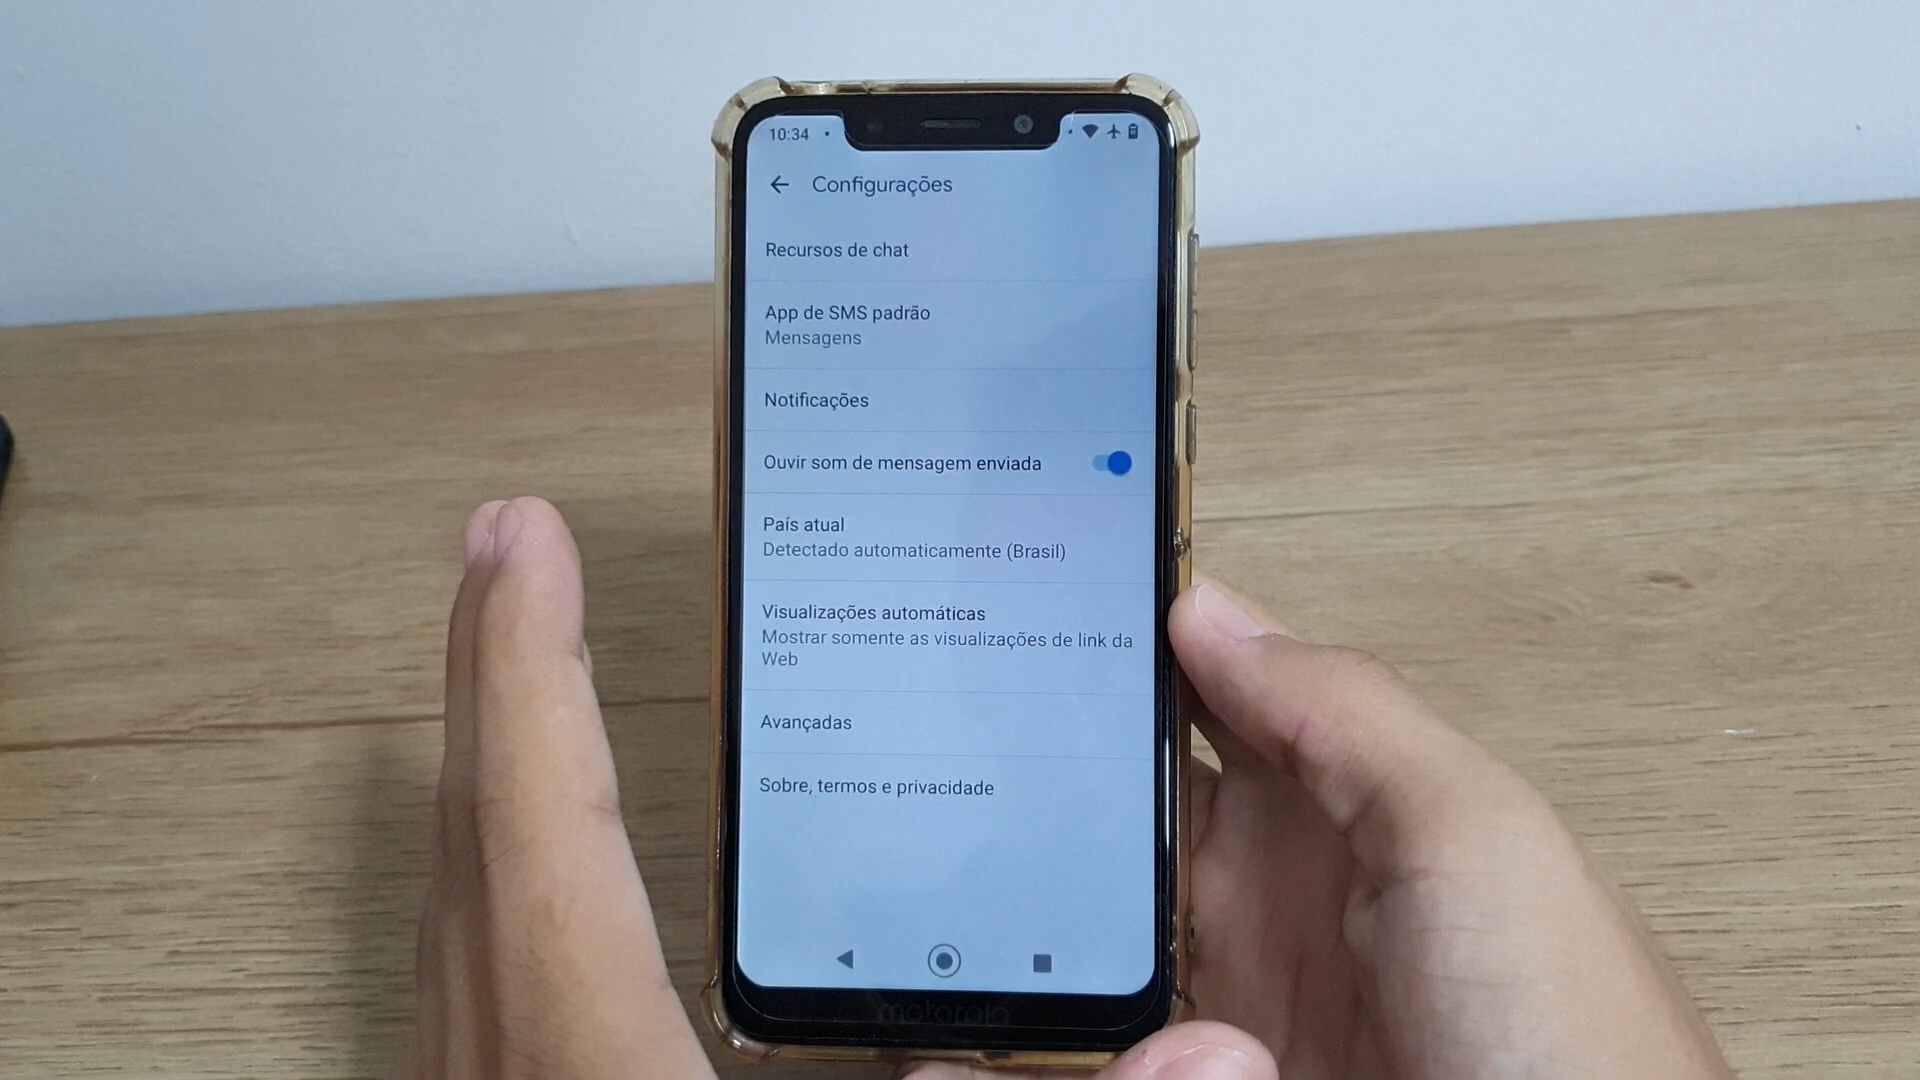 10:34
Configurações
Recursos de chat
App de SMS padrão
Mensagens
Notificações
Ouvir som de mensagem enviada
País atual
Detectado automaticamente (Brasil)
Visualizações automáticas
Mostrar somente as visualizações de link da
Web
Avançadas
Sobre, termos e privacidade
motorola